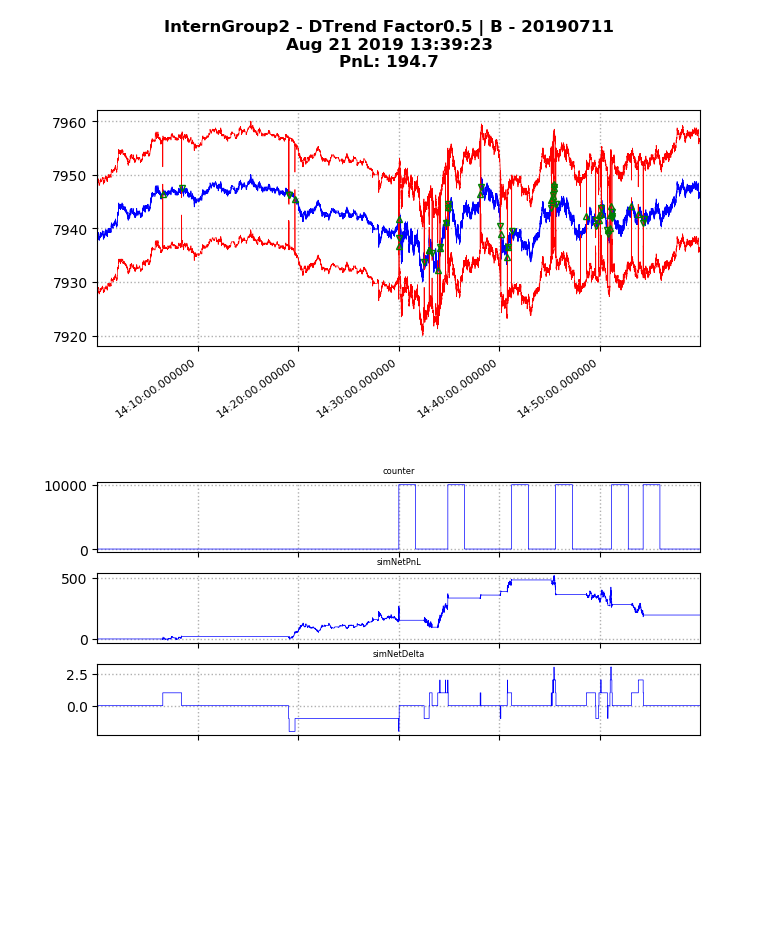 InternGroup2 - DTrend Factor0.5 | B - 20190711
Aug 21 2019 13:39:23
PnL: 194.7
7960
7950
7940
7930
7920
14:10:00.000000
14:20:00.000000
14:30:00.000000
14:40:00.000000
14:50:00.000000
counter
10000
0
simNetPnL
500
0
simNetDelta
2.5
0.0